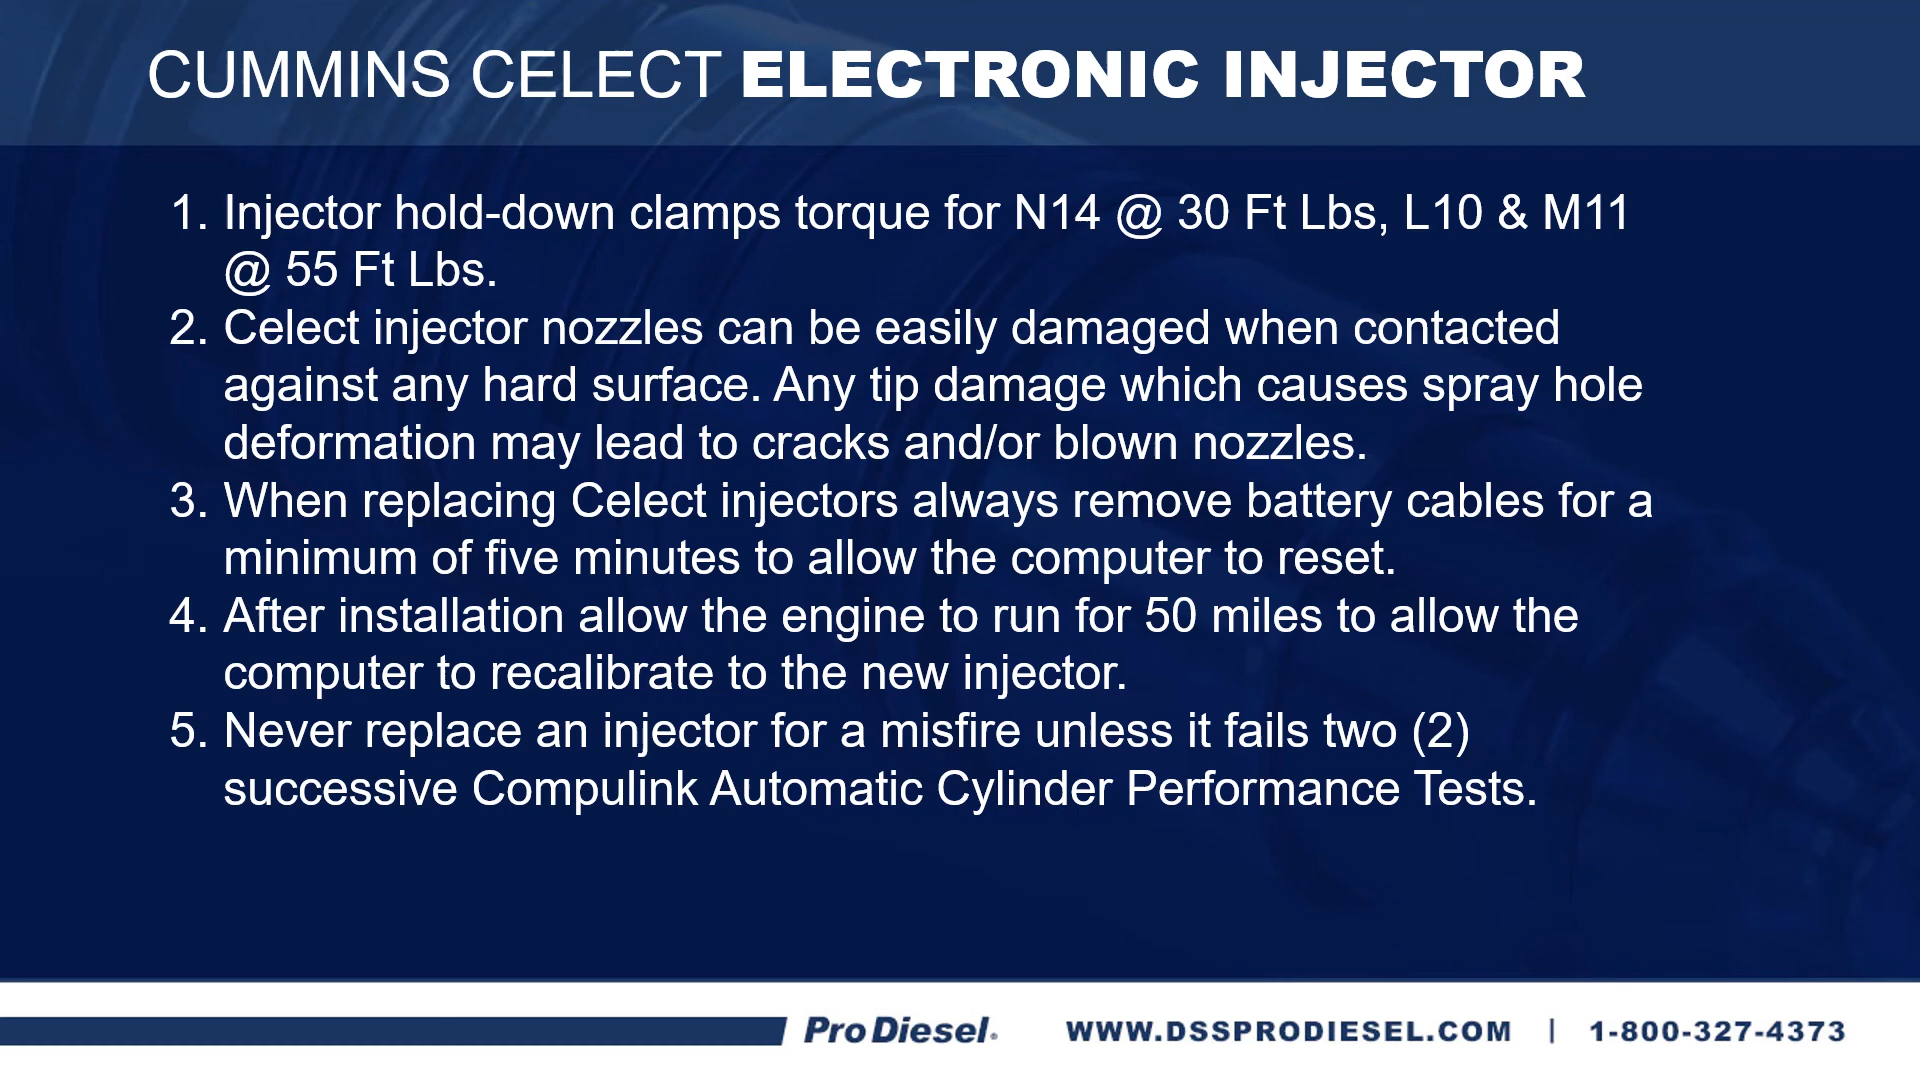 CUMMINS CELECT ELECTRONIC INJECTOR
1. Injector hold-down clamps torque for N14 @ 30 Ft Lbs, L10 & M11
@ 55 Ft Lbs.
2. Celect injector nozzles can be easily damaged when contacted
against any hard surface. Any tip damage which causes spray hole
deformation may lead to cracks and/or blown nozzles.
3. When replacing Celect injectors always remove battery cables for a
minimum of five minutes to allow the computer to reset.
4. After installation allow the engine to run for 50 miles to allow the
computer to recalibrate to the new injector.
5. Never replace an injector for a misfire unless it fails two (2)
successive Compulink Automatic Cylinder Performance Tests.
Pro Diesel® WWW.DSSPRODIESEL.COM | 1-800-327-4373